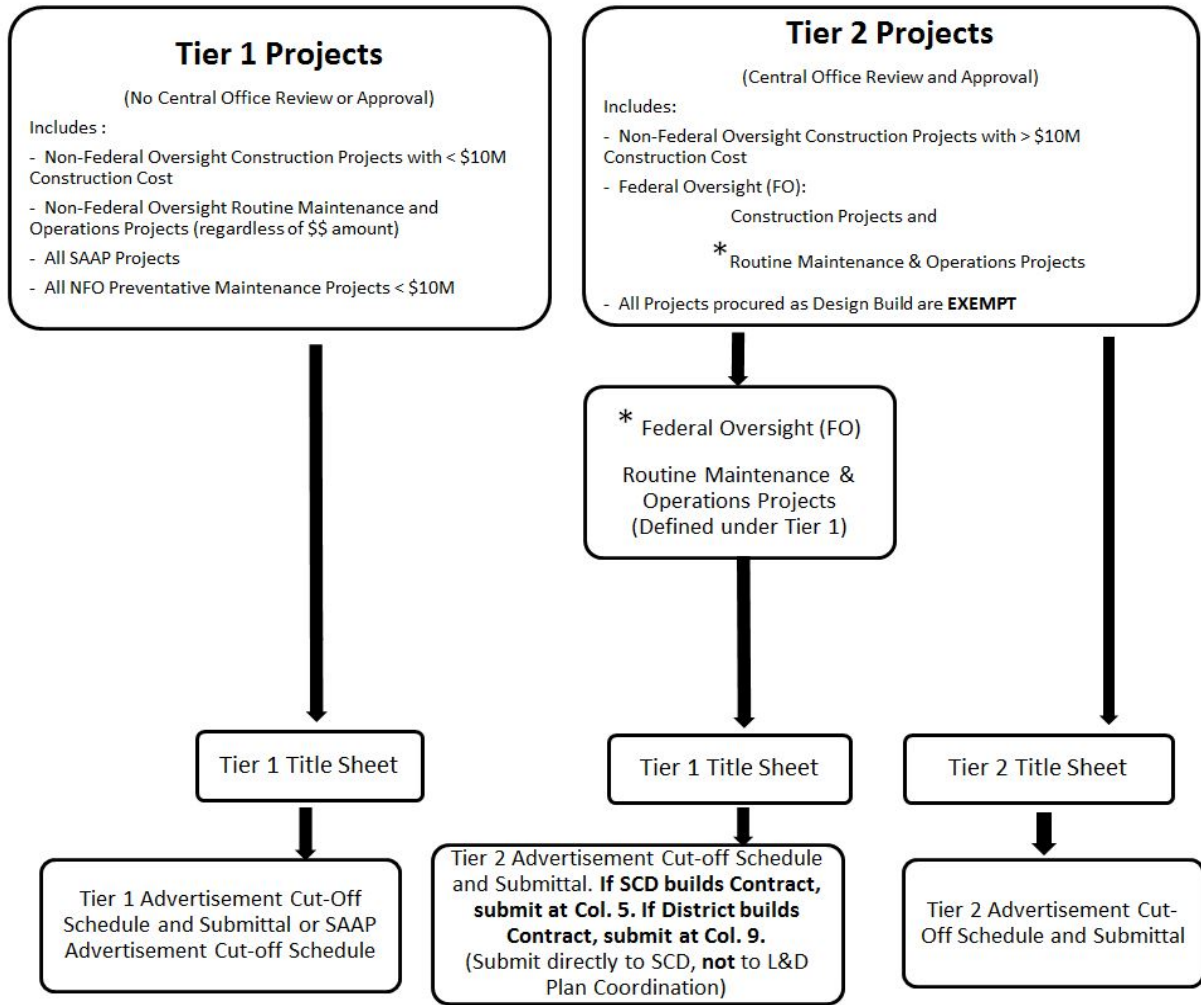 Tier 1 Projects
(No Central Office Review or Approval)
Includes :
- Non-Federal Oversight Construction Projects with < $10M
Construction Cost
- Non-Federal Oversight Routine Maintenance and
Operations Projects (regardless of $$ amount)
- All SAAP Projects
- All NFO Preventative Maintenance Projects < $10M
Tier 2 Projects
(Central Office Review and Approval)
Includes:
- Non-Federal Oversight Construction Projects with > $10M
Construction Cost
- Federal Oversight (FO):
Construction Projects and
* Routine Maintenance & Operations Projects
- All Projects procured as Design Build are EXEMPT
* Federal Oversight (FO)
Routine Maintenance &
Operations Projects
(Defined under Tier 1)
Tier 1 Title Sheet
Tier 1 Title Sheet
Tier 2 Title Sheet
Tier 1 Advertisement Cut-Off
Schedule and Submittal or SAAP
Advertisement Cut-off Schedule
Tier 2 Advertisement Cut-off Schedule
and Submittal. If SCD builds Contract,
submit at Col. 5. If District builds
Contract, submit at Col. 9.
(Submit directly to SCD, not to L&D
Plan Coordination)
Tier 2 Advertisement Cut-
Off Schedule and Submittal